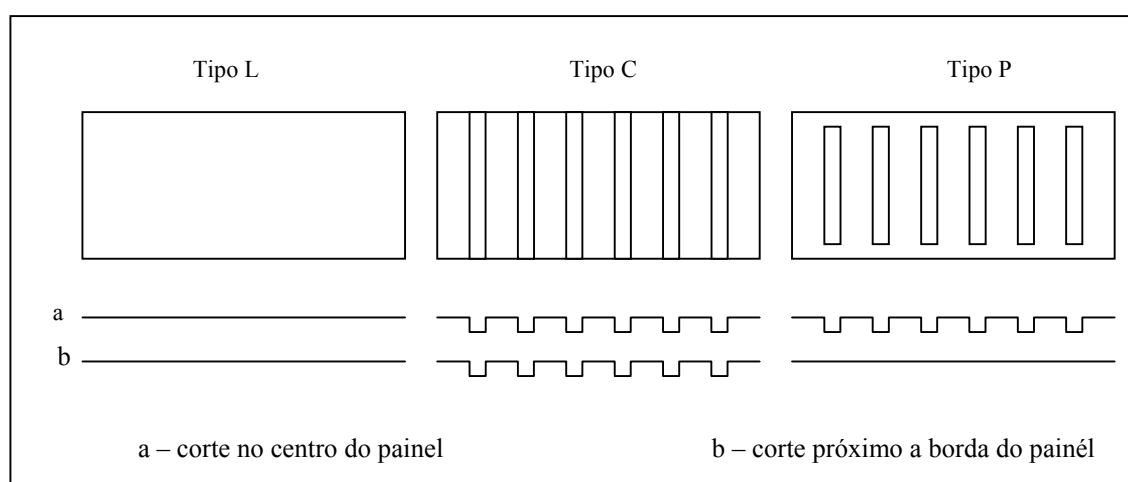 Tipo L Tipo C Tipo P
a
b
a – corte no centro do painel b – corte próximo a borda do painél